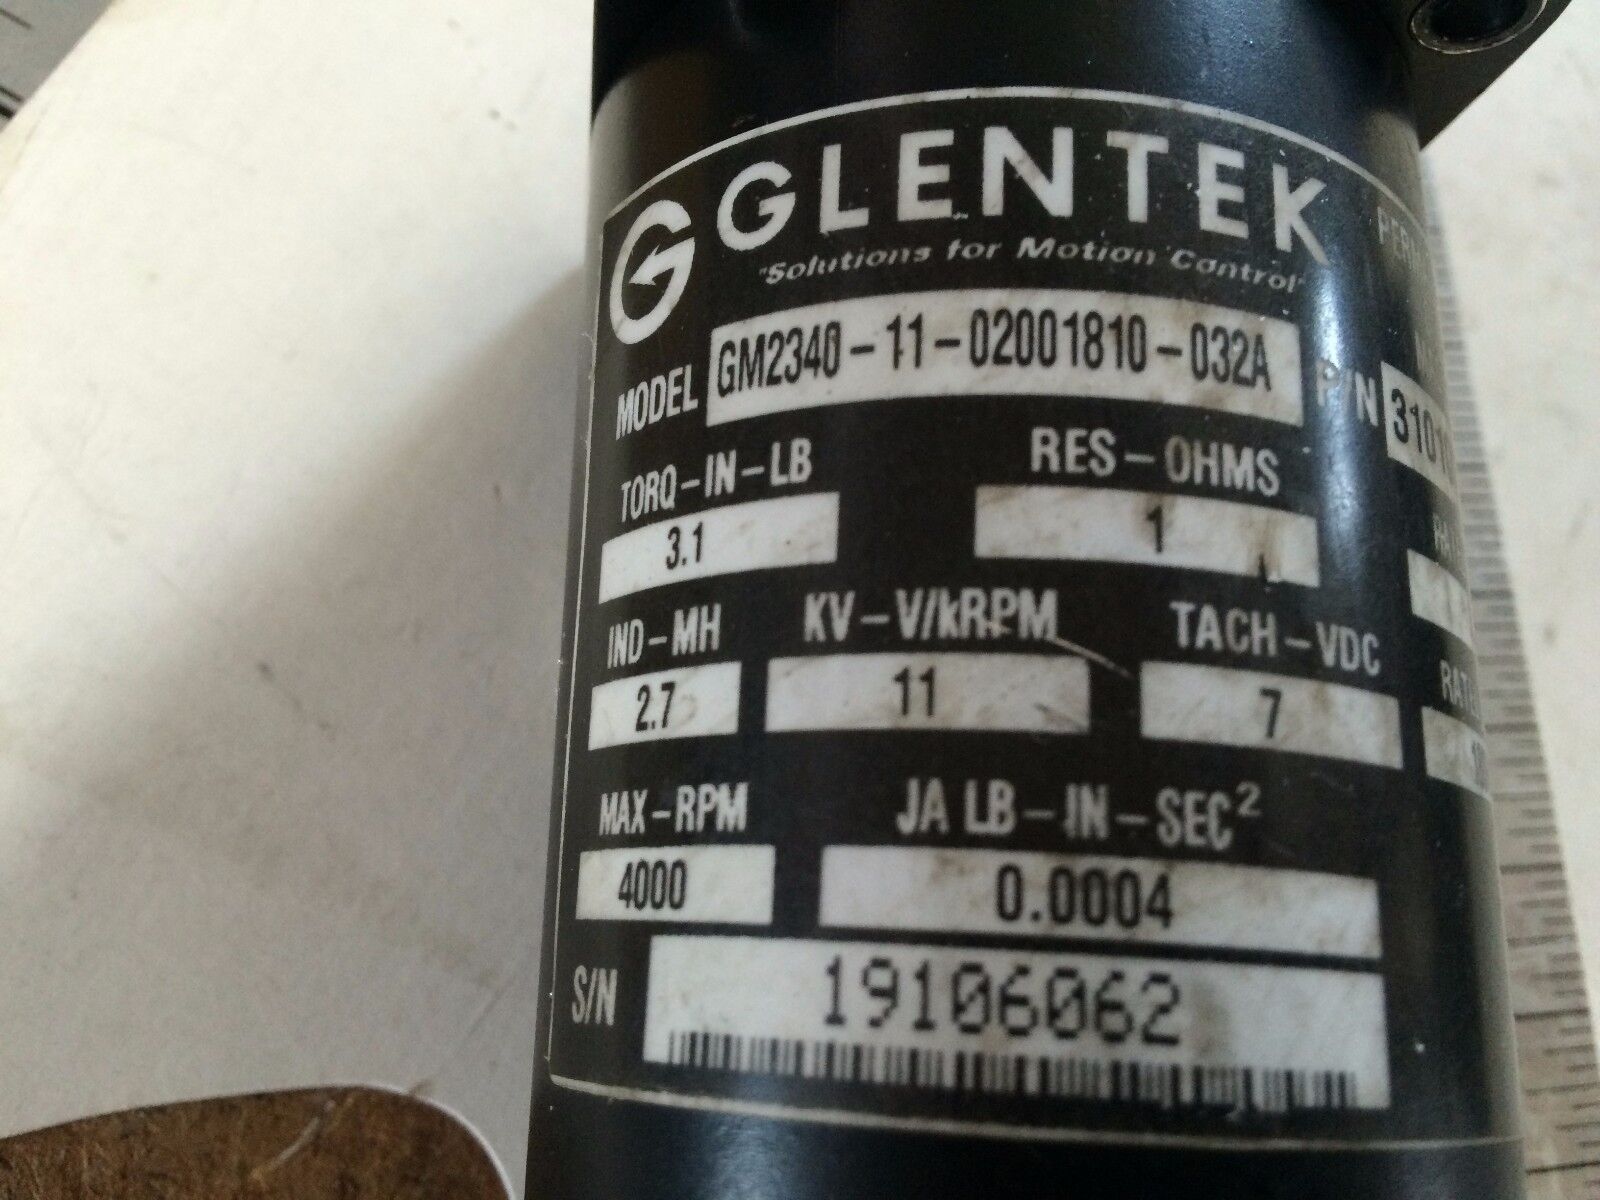 GLENTEK
"Solutions for Motion Control"
MODEL GM2340-11-02001810-032A P/N
TORQ-IN-LB RES-OHMS
3.1 1
IND-MH KV-V/kRPM TACH-VDC
2.7 11 7
MAX-RPM JA LB-IN-SEC²
4000 0.0004
S/N 19106062